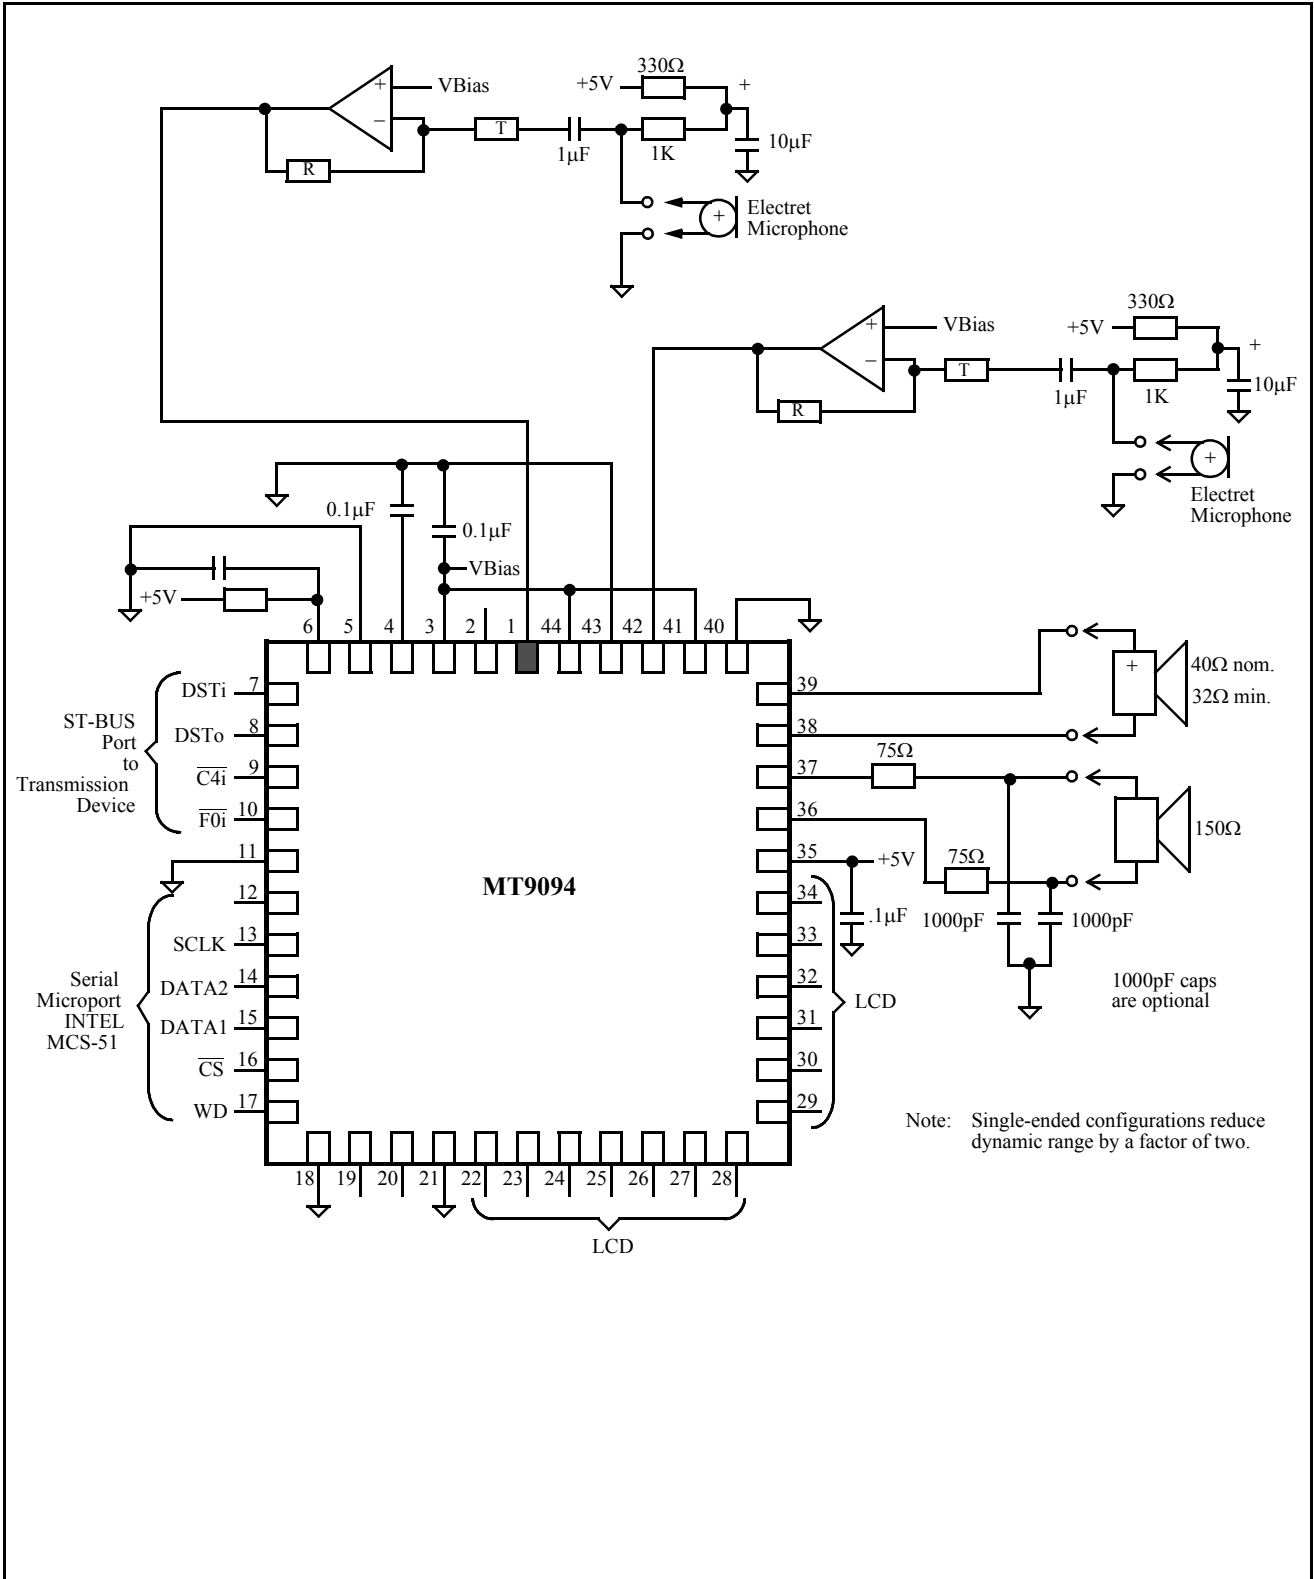 330Ω
+5V
+
+
VBias
−
T
1µF
1K
10µF
R
+
Electret
Microphone
330Ω
+5V
+
+
VBias
−
T
1µF
1K
10µF
R
+
Electret
Microphone
0.1µF
0.1µF
VBias
+5V
6
5
4
3
2
1
44
43
42
41
40
ST-BUS
Port
to
Transmission
Device
DSTi
7
DSTo
8
C4i
9
F0i
10
11
12
Serial
Microport
INTEL
MCS-51
SCLK
13
DATA2
14
DATA1
15
CS
16
WD
17
MT9094
39
38
37
36
35
34
33
32
31
30
29
+
40Ω nom.
32Ω min.
75Ω
75Ω
150Ω
+5V
.1µF
1000pF
1000pF
1000pF caps
are optional
LCD
Note: Single-ended configurations reduce
dynamic range by a factor of two.
18
19
20
21
22
23
24
25
26
27
28
LCD